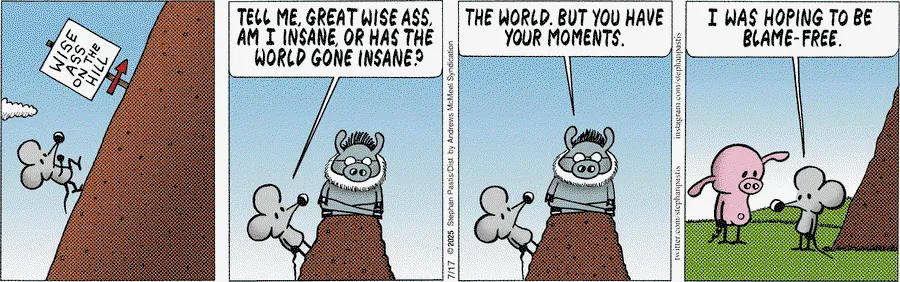 WISE
ASS
ON THE
HILL
TELL ME, GREAT WISE ASS,
AM I INSANE, OR HAS THE
WORLD GONE INSANE?
7/17 © 2025 Stephan Pastis/Dist. by Andrews McMeel Syndication
THE WORLD. BUT YOU HAVE
YOUR MOMENTS.
twitter.com/stephanpastis
instagram.com/stephanpastis
I WAS HOPING TO BE
BLAME-FREE.